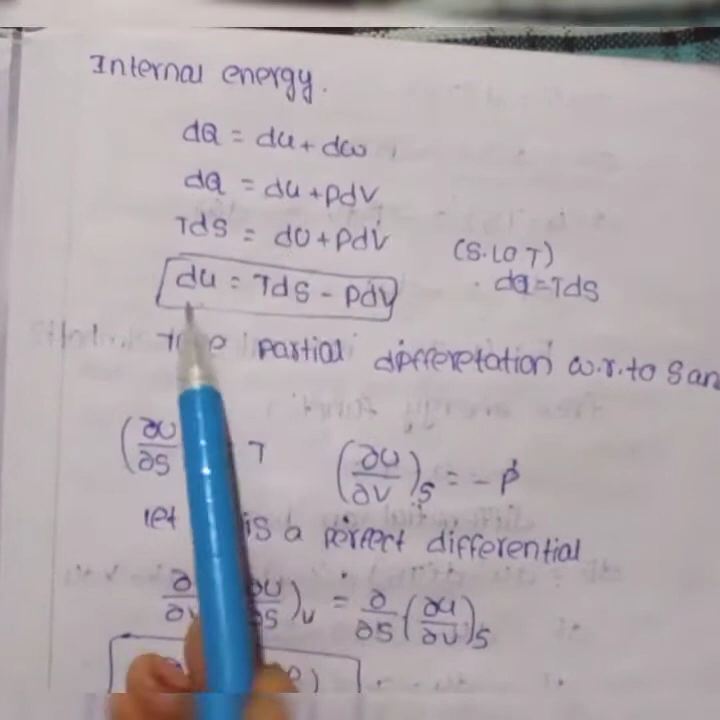 Internal energy.
dQ = du + dw
dQ = du + pdV
TdS = dU + PdV (S.LOT)
du = TdS - PdV dQ = TdS
partial differetation w.r.to S an
(∂U/∂S T (∂U/∂V)S = - P
let is a perfect differential
∂/∂V ∂U/∂S)V = ∂/∂S (∂U/∂V)S